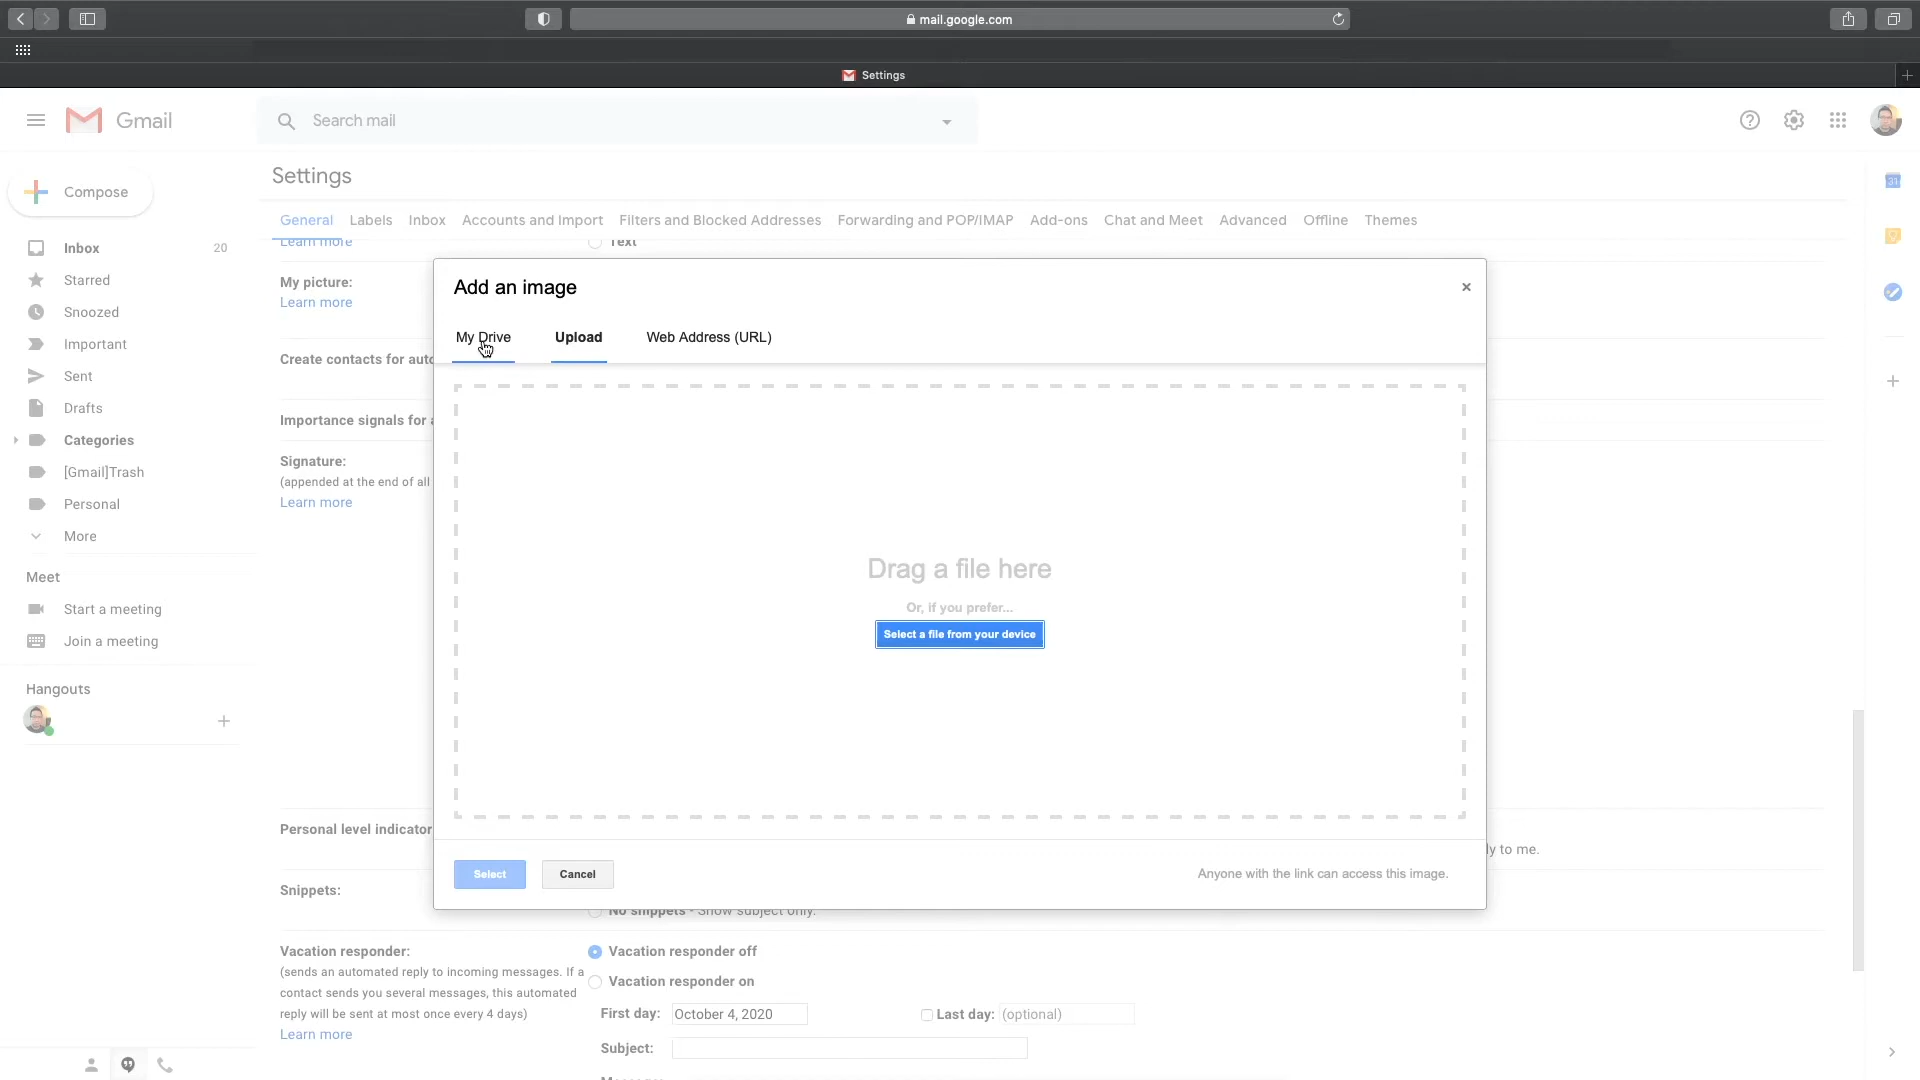 mail.google.com
Settings
Gmail
Search mail
Compose
Inbox 20
Starred
Snoozed
Important
Sent
Drafts
Categories
[Gmail]Trash
Personal
More
Meet
Start a meeting
Join a meeting
Hangouts
Settings
General Labels Inbox Accounts and Import Filters and Blocked Addresses Forwarding and POP/IMAP Add-ons Chat and Meet Advanced Offline Themes
Learn more
Text
My picture:
Learn more
Create contacts for auto
Importance signals for
Signature:
(appended at the end of all
Learn more
Add an image
×
My Drive Upload Web Address (URL)
Drag a file here
Or, if you prefer...
Select a file from your device
Select Cancel Anyone with the link can access this image.
Personal level indicator
ly to me.
Snippets:
No snippets - Show subject only.
Vacation responder:
(sends an automated reply to incoming messages. If a
contact sends you several messages, this automated
reply will be sent at most once every 4 days)
Learn more
Vacation responder off
Vacation responder on
First day: October 4, 2020 Last day: (optional)
Subject:
31